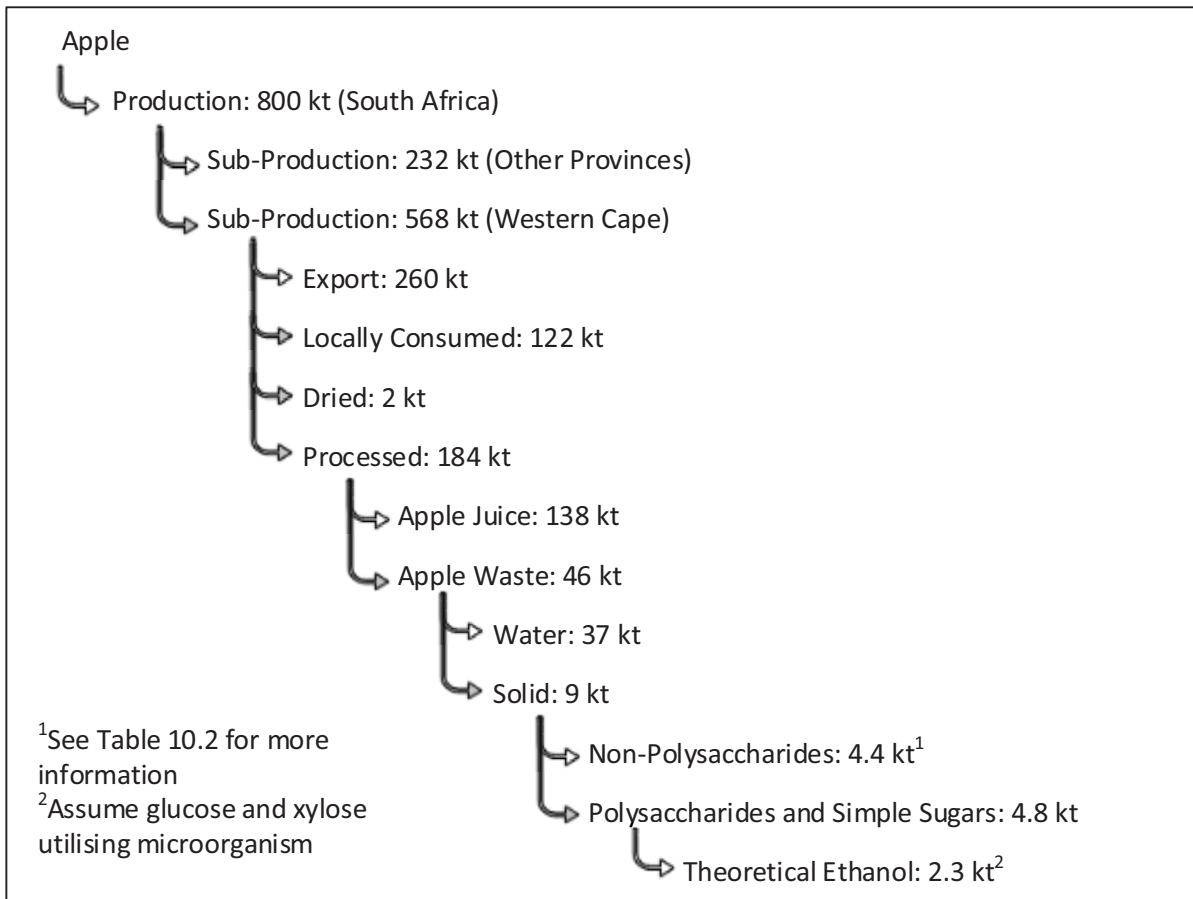 Apple
Production: 800 kt (South Africa)
Sub-Production: 232 kt (Other Provinces)
Sub-Production: 568 kt (Western Cape)
Export: 260 kt
Locally Consumed: 122 kt
Dried: 2 kt
Processed: 184 kt
Apple Juice: 138 kt
Apple Waste: 46 kt
Water: 37 kt
Solid: 9 kt
Non-Polysaccharides: 4.4 kt¹
Polysaccharides and Simple Sugars: 4.8 kt
Theoretical Ethanol: 2.3 kt²
¹See Table 10.2 for more
information
²Assume glucose and xylose
utilising microorganism